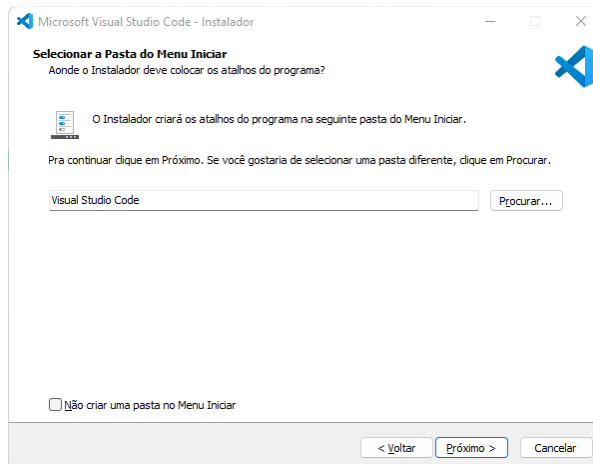 Microsoft Visual Studio Code - Instalador
Selecionar a Pasta do Menu Iniciar
Aonde o Instalador deve colocar os atalhos do programa?
O Instalador criará os atalhos do programa na seguinte pasta do Menu Iniciar.
Pra continuar clique em Próximo. Se você gostaria de selecionar uma pasta diferente, clique em Procurar.
Visual Studio Code
Procurar...
Não criar uma pasta no Menu Iniciar
< Voltar
Próximo >
Cancelar